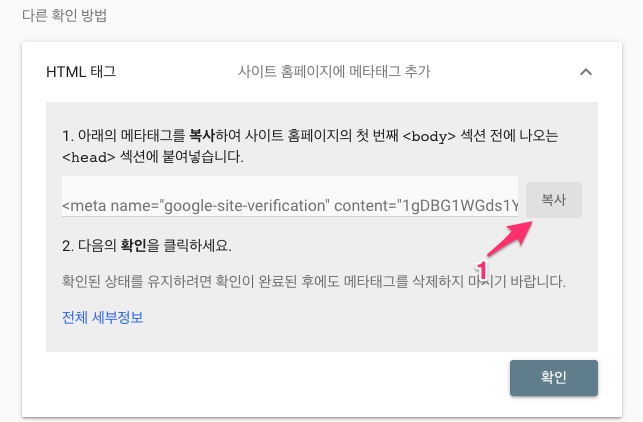 다른 확인 방법
HTML 태그 사이트 홈페이지에 메타태그 추가
1. 아래의 메타태그를 복사하여 사이트 홈페이지의 첫 번째 <body> 섹션 전에 나오는
<head> 섹션에 붙여넣습니다.
<meta name="google-site-verification" content="1gDBG1WGds1Y
복사
1
2. 다음의 확인을 클릭하세요.
확인된 상태를 유지하려면 확인이 완료된 후에도 메타태그를 삭제하지 마시기 바랍니다.
전체 세부정보
확인